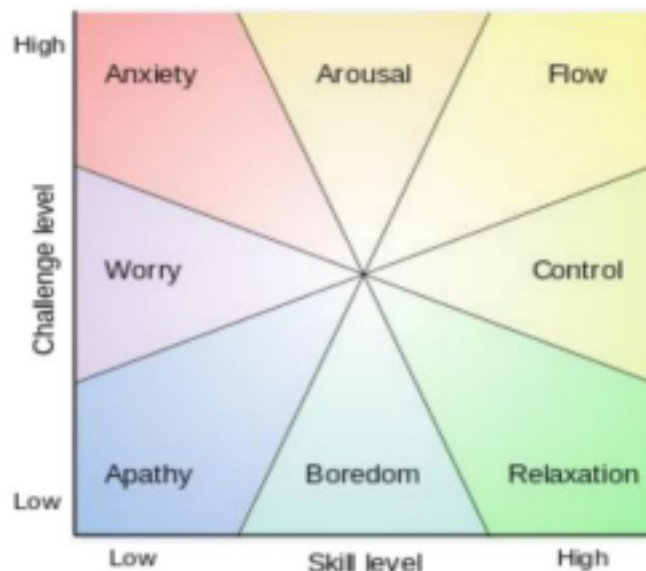 High
Anxiety
Arousal
Flow
Challenge level
Worry
Control
Apathy
Boredom
Relaxation
Low
Low
Skill level
High